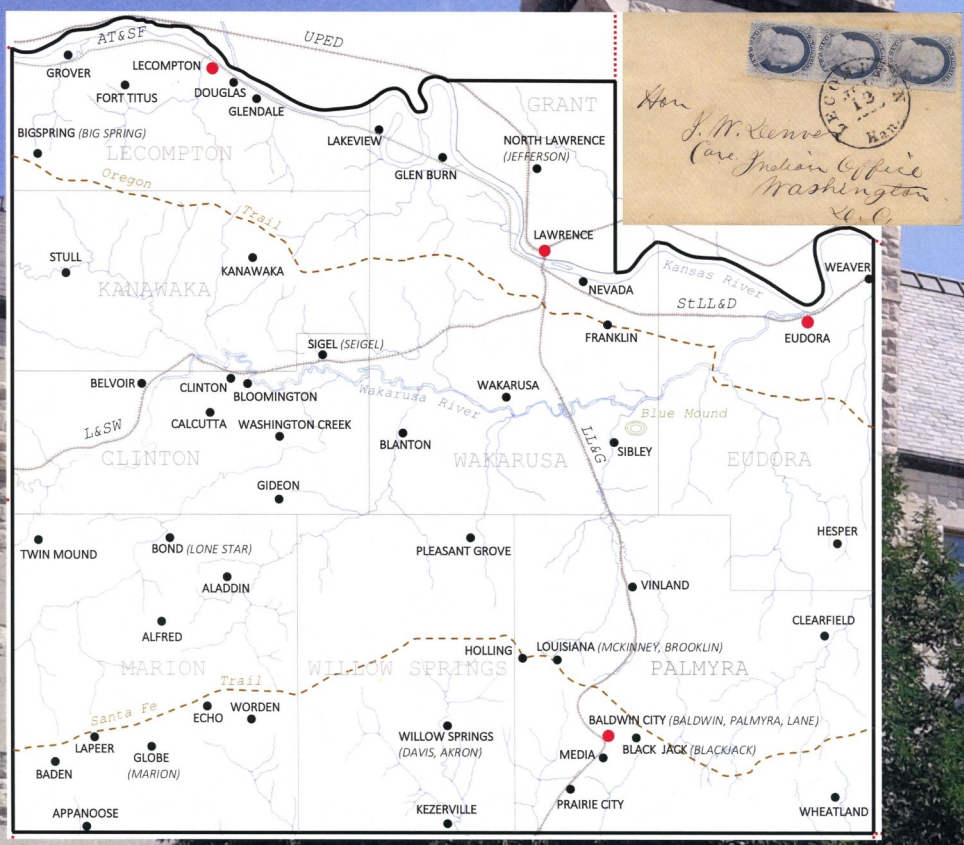 AT&SF
UPED
GROVER
LECOMPTON
FORT TITUS
DOUGLAS
GLENDALE
GRANT
BIGSPRING (BIG SPRING)
LECOMPTON
LAKEVIEW
NORTH LAWRENCE
(JEFFERSON)
GLEN BURN
Oregon
Trail
Hon
J. W. Denver
Care Indian Office
Washington
D.C.
LECOMPTON
12
Kan.
LAWRENCE
STULL
KANAWAKA
KANAWAKA
NEVADA
Kansas River
WEAVER
StLL&D
FRANKLIN
EUDORA
SIGEL (SEIGEL)
BELVOIR
CLINTON
BLOOMINGTON
Wakarusa River
WAKARUSA
CALCUTTA
WASHINGTON CREEK
Blue Mound
L&SW
BLANTON
LL&G
SIBLEY
CLINTON
WAKARUSA
EUDORA
GIDEON
TWIN MOUND
BOND (LONE STAR)
PLEASANT GROVE
HESPER
ALADDIN
VINLAND
ALFRED
CLEARFIELD
HOLLING
LOUISIANA (MCKINNEY, BROOKLIN)
MARION
WILLOW SPRINGS
PALMYRA
Santa Fe
Trail
ECHO
WORDEN
LAPEER
GLOBE
(MARION)
BADEN
WILLOW SPRINGS
(DAVIS, AKRON)
BALDWIN CITY (BALDWIN, PALMYRA, LANE)
BLACK JACK (BLACKJACK)
MEDIA
PRAIRIE CITY
APPANOOSE
KEZERVILLE
WHEATLAND